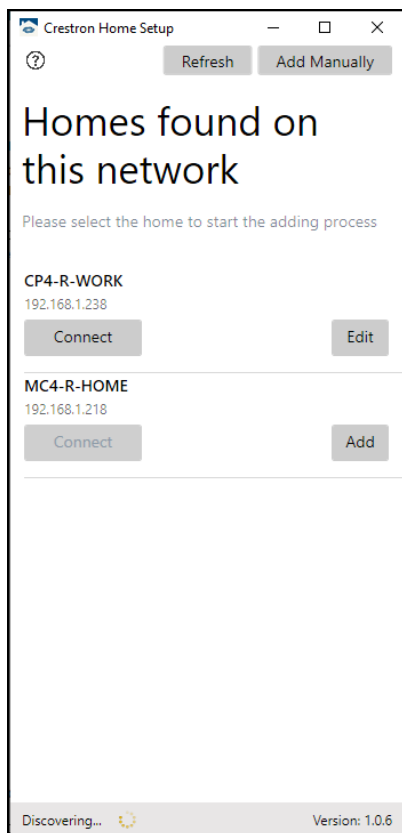 Crestron Home Setup
Refresh
Add Manually
Homes found on
this network
Please select the home to start the adding process
CP4-R-WORK
192.168.1.238
Connect
Edit
MC4-R-HOME
192.168.1.218
Connect
Add
Discovering...
Version: 1.0.6